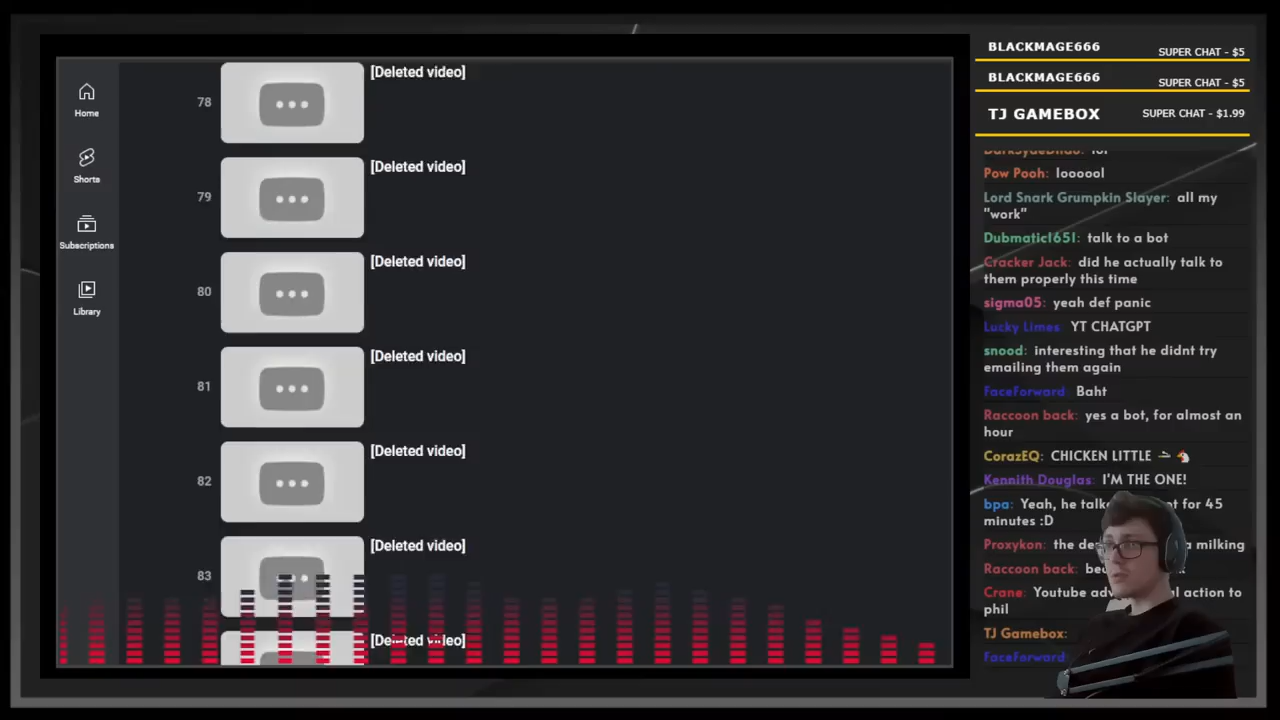 Home
Shorts
Subscriptions
Library
78
[Deleted video]
79
[Deleted video]
80
[Deleted video]
81
[Deleted video]
82
[Deleted video]
83
[Deleted video]
[Deleted video]
BLACKMAGE666 SUPER CHAT - $5
BLACKMAGE666 SUPER CHAT - $5
TJ GAMEBOX SUPER CHAT - $1.99
Pow Pooh: loooool
Lord Snark Grumpkin Slayer: all my
"work"
Dubmatic1651: talk to a bot
Cracker Jack: did he actually talk to
them properly this time
sigma05: yeah def panic
Lucky Limes YT CHATGPT
snood: interesting that he didnt try
emailing them again
FaceForward: Baht
Raccoon back: yes a bot, for almost an
hour
CorazEQ: CHICKEN LITTLE
Kennith Douglas: I'M THE ONE!
bpa: Yeah, he for 45
minutes :D
Proxykon: the milking
Raccoon back:
Crane: Youtube action to
phil
TJ Gamebox:
FaceForward